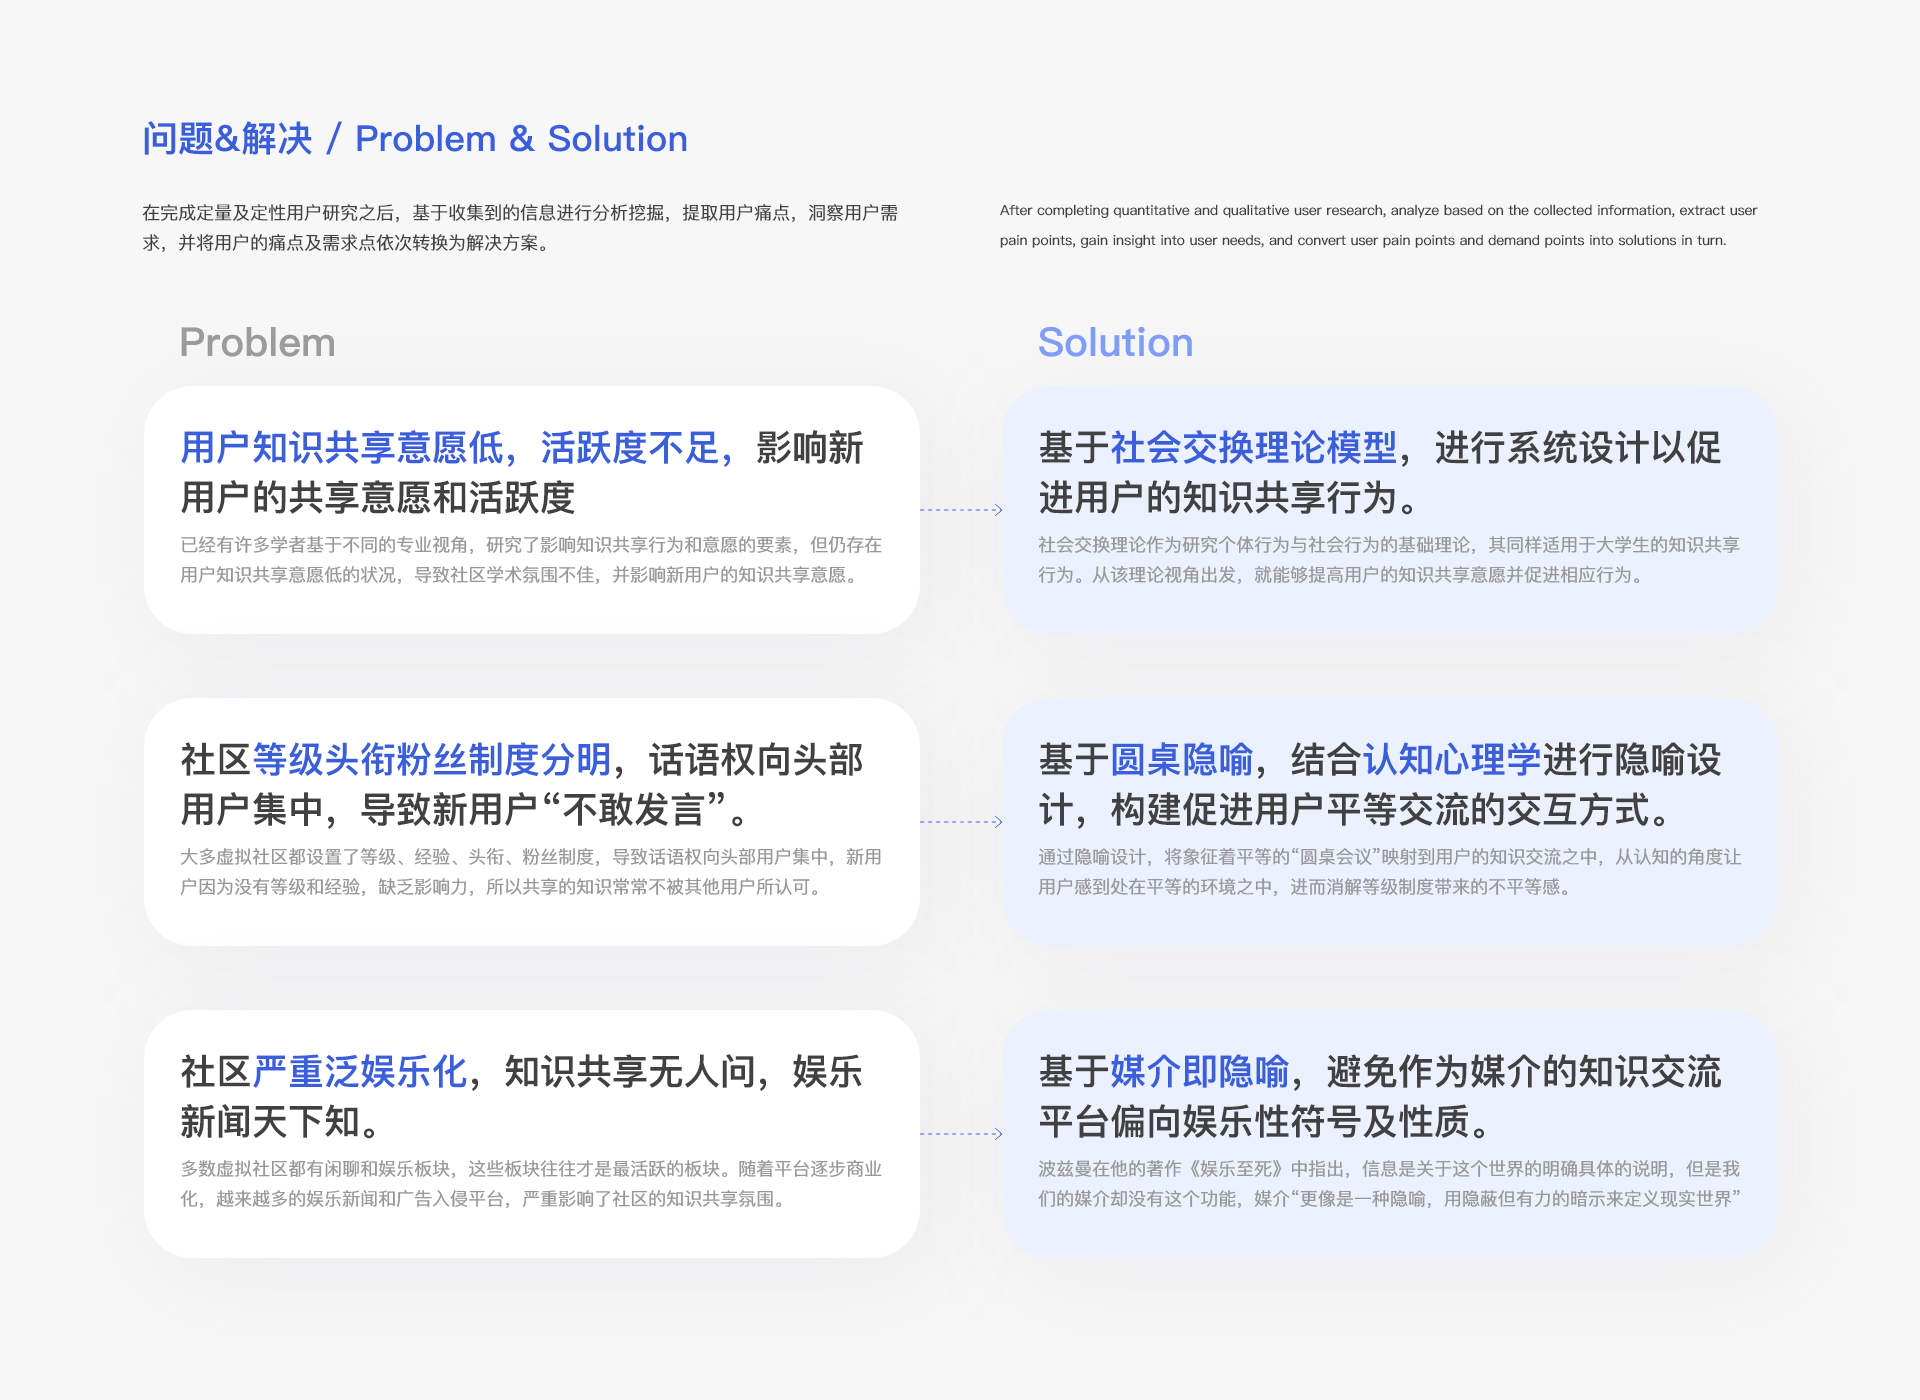 问题&解决 / Problem & Solution
在完成定量及定性用户研究之后，基于收集到的信息进行分析挖掘，提取用户痛点，洞察用户需
求，并将用户的痛点及需求点依次转换为解决方案。
After completing quantitative and qualitative user research, analyze based on the collected information, extract user
pain points, gain insight into user needs, and convert user pain points and demand points into solutions in turn.
Problem
Solution
用户知识共享意愿低，活跃度不足，影响新
用户的共享意愿和活跃度
已经有许多学者基于不同的专业视角，研究了影响知识共享行为和意愿的要素，但仍存在
用户知识共享意愿低的状况，导致社区学术氛围不佳，并影响新用户的知识共享意愿。
基于社会交换理论模型，进行系统设计以促
进用户的知识共享行为。
社会交换理论作为研究个体行为与社会行为的基础理论，其同样适用于大学生的知识共享
行为。从该理论视角出发，就能够提高用户的知识共享意愿并促进相应行为。
社区等级头衔粉丝制度分明，话语权向头部
用户集中，导致新用户“不敢发言”。
大多虚拟社区都设置了等级、经验、头衔、粉丝制度，导致话语权向头部用户集中，新用
户因为没有等级和经验，缺乏影响力，所以共享的知识常常不被其他用户所认可。
基于圆桌隐喻，结合认知心理学进行隐喻设
计，构建促进用户平等交流的交互方式。
通过隐喻设计，将象征着平等的“圆桌会议”映射到用户的知识交流之中，从认知的角度让
用户感到处在平等的环境之中，进而消解等级制度带来的不平等感。
社区严重泛娱乐化，知识共享无人问，娱乐
新闻天下知。
多数虚拟社区都有闲聊和娱乐板块，这些板块往往才是最活跃的板块。随着平台逐步商业
化，越来越多的娱乐新闻和广告入侵平台，严重影响了社区的知识共享氛围。
基于媒介即隐喻，避免作为媒介的知识交流
平台偏向娱乐性符号及性质。
波兹曼在他的著作《娱乐至死》中指出，信息是关于这个世界的明确具体的说明，但是我
们的媒介却没有这个功能，媒介“更像是一种隐喻，用隐蔽但有力的暗示来定义现实世界”